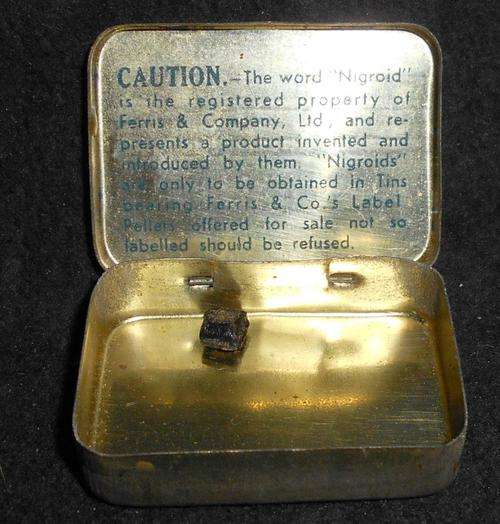 CAUTION.–The word "Nigroid"
is the registered property of
Ferris & Company, Ltd., and re-
presents a product invented and
introduced by them. "Nigroids"
are only to be obtained in Tins
bearing Ferris & Co.'s Label.
Pellets offered for sale not so
labelled should be refused.